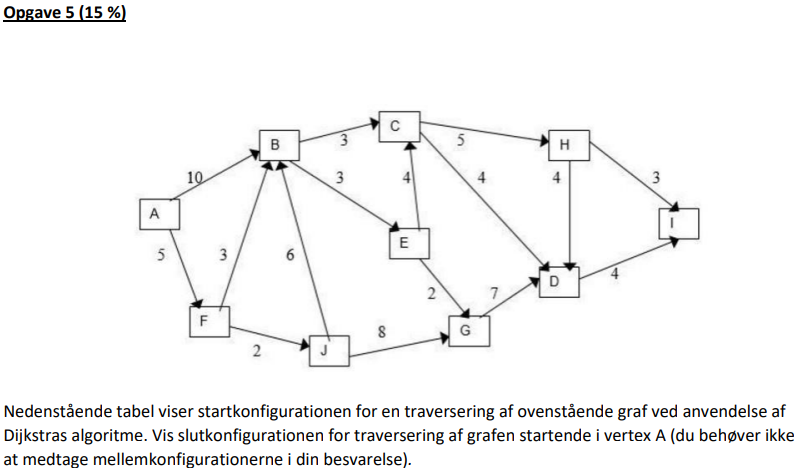 Opgave 5 (15 %)
C
3
5
B
H
10
3
4
4
4
3
A
I
E
5
3
6
D
4
2
7
F
G
8
2
J
Nedenstående tabel viser startkonfigurationen for en traversering af ovenstående graf ved anvendelse af
Dijkstras algoritme. Vis slutkonfigurationen for traversering af grafen startende i vertex A (du behøver ikke
at medtage mellemkonfigurationerne i din besvarelse).